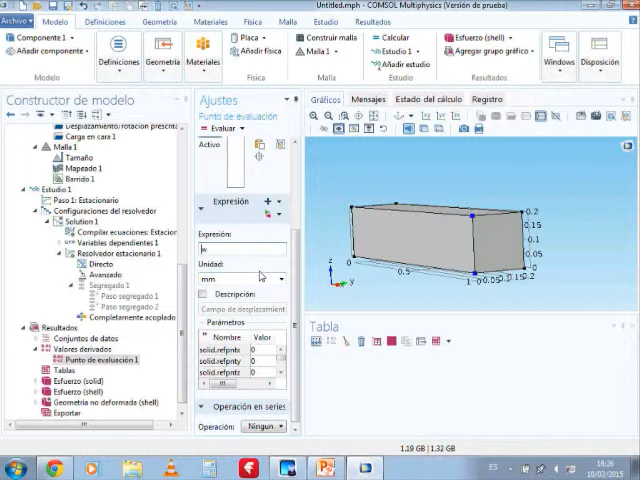 Untitled.mph - COMSOL Multiphysics (Versión de prueba)
Archivo
Modelo
Definiciones
Geometría
Materiales
Física
Malla
Estudio
Resultados
Componente 1
Añadir componente
Modelo
Definiciones
Geometría
Materiales
Placa
Añadir física
Física
Construir malla
Malla 1
Malla
Calcular
Estudio 1
Añadir estudio
Estudio
Esfuerzo (shell)
Agregar grupo gráfico
Resultados
Windows
Disposición
Constructor de modelo
Desplazamiento/rotación prescrita
Carga en cara 1
Malla 1
Tamaño
Mapeado 1
Barrido 1
Estudio 1
Paso 1: Estacionario
Configuraciones del resolvedor
Solution 1
Compilar ecuaciones: Estacion
Variables dependientes 1
Resolvedor estacionario 1
Directo
Avanzado
Segregado 1
Paso segregado 1
Paso segregado 2
Completamente acoplado
Resultados
Conjuntos de datos
Valores derivados
Punto de evaluación 1
Tablas
Esfuerzo (solid)
Esfuerzo (shell)
Geometría no deformada (shell)
Exportar
Ajustes
Punto de evaluación
Evaluar
Activo
Expresión
Expresión:
w
Unidad:
mm
Descripción:
Campo de desplazamient
Parámetros
Nombre Valor
solid.refpntx 0
solid.refpnty 0
solid.refpntz 0
Operación en series
Operación: Ningun
Gráficos
Mensajes
Estado del cálculo
Registro
0.2
0.15
0.1
0.05
0
0
0.5
1
0 0.05 0.1 0.15 0.2
z
y
x
Tabla
1.19 GB | 1.32 GB
ES
18:26
10/03/2015